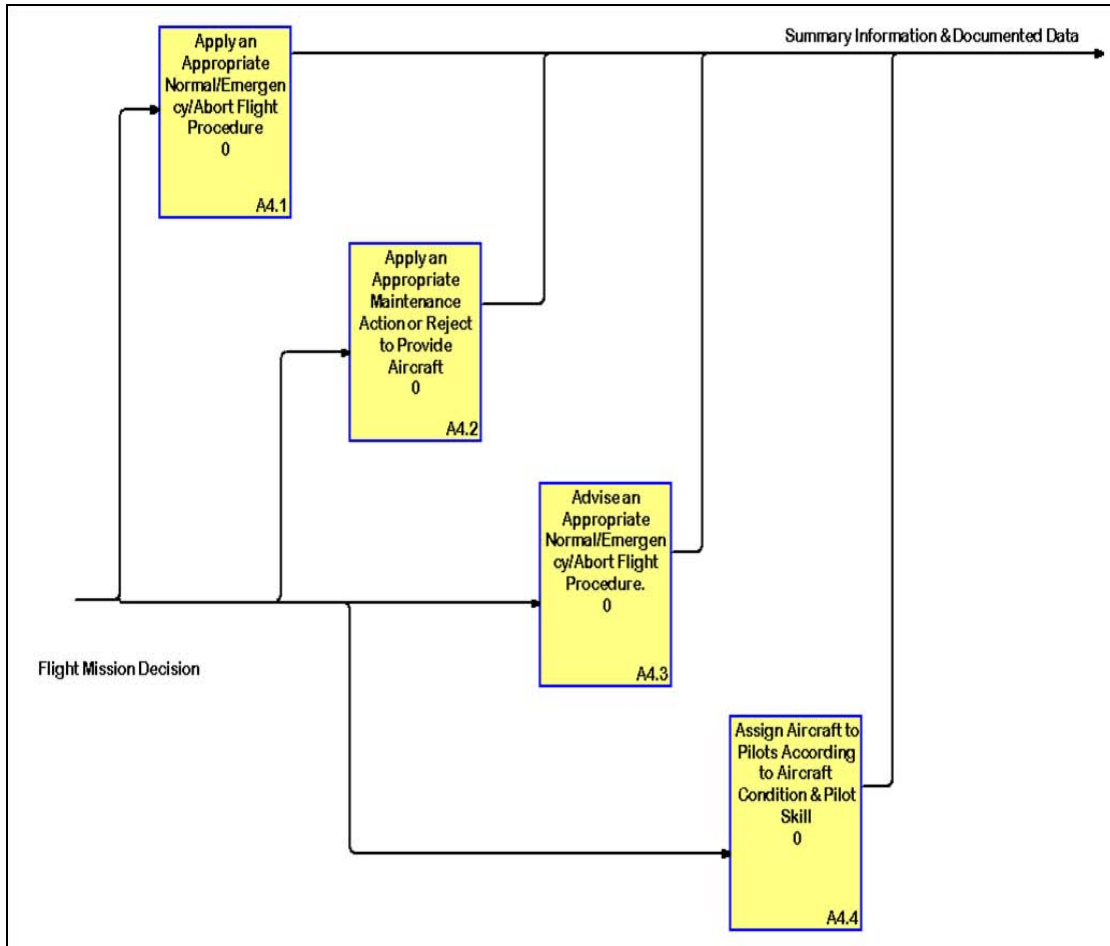 Summary Information & Documented Data
Apply an
Appropriate
Normal/Emergen
cy/Abort Flight
Procedure
0
A4.1
Apply an
Appropriate
Maintenance
Action or Reject
to Provide
Aircraft
0
A4.2
Advise an
Appropriate
Normal/Emergen
cy/Abort Flight
Procedure.
0
A4.3
Flight Mission Decision
Assign Aircraft to
Pilots According
to Aircraft
Condition & Pilot
Skill
0
A4.4